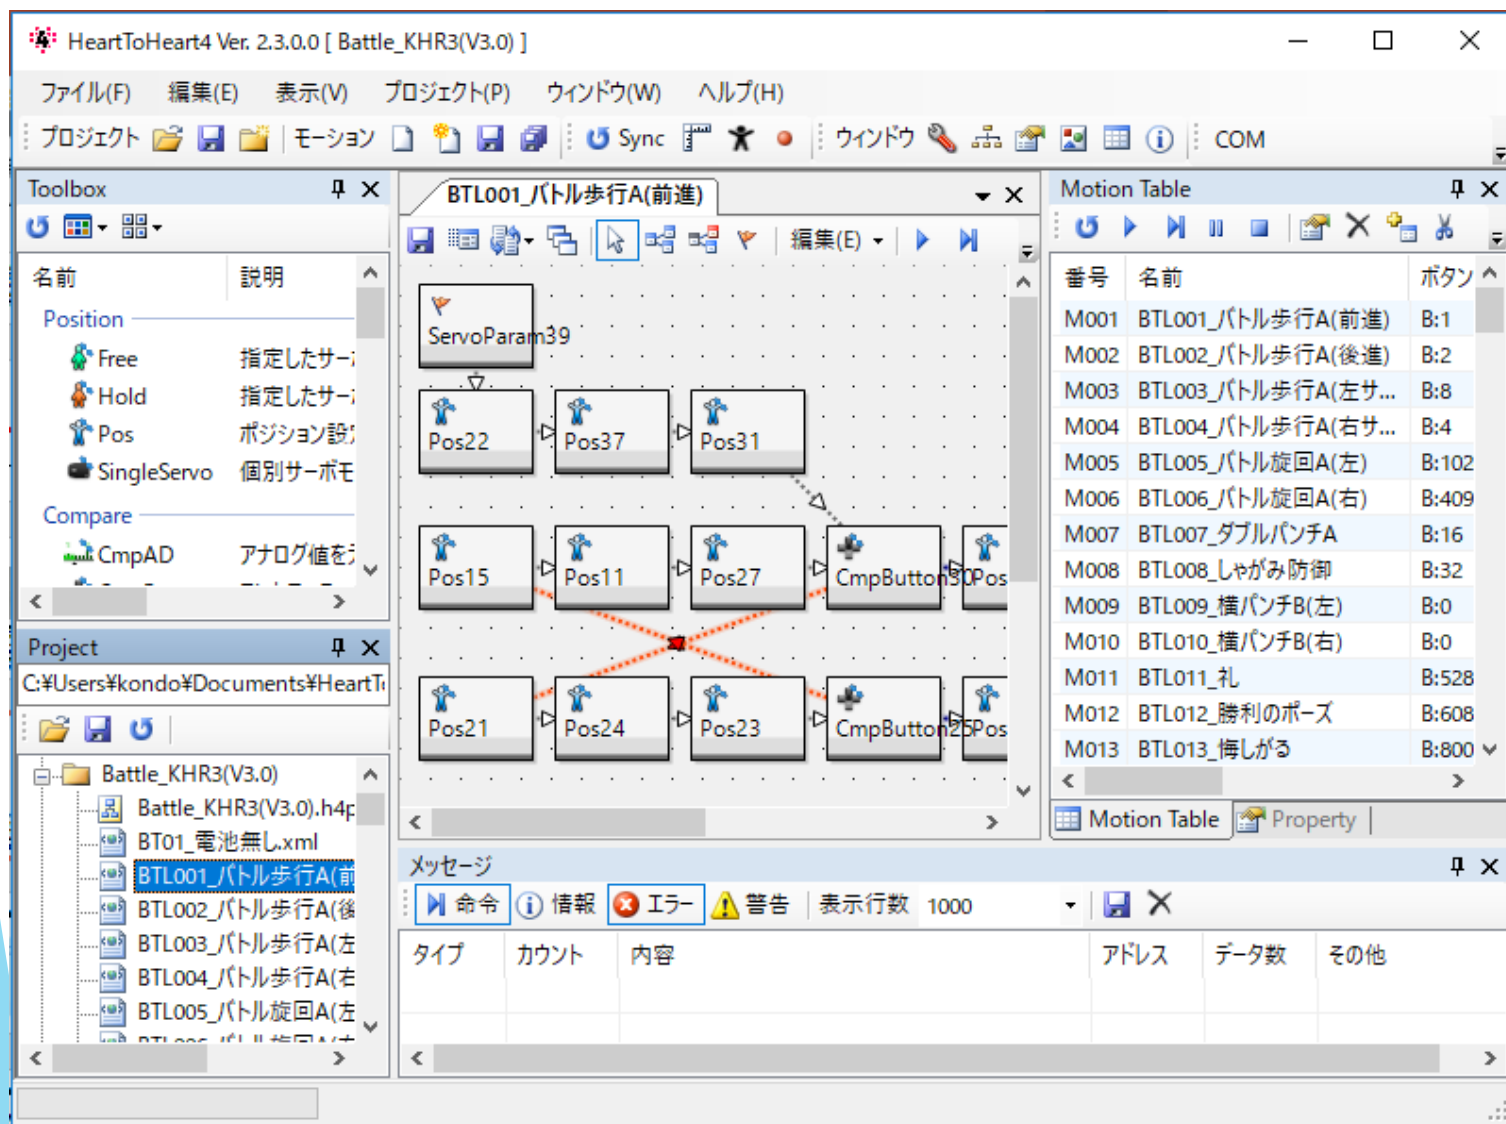 HeartToHeart4 Ver. 2.3.0.0 [ Battle_KHR3(V3.0) ]
ファイル(F) 編集(E) 表示(V) プロジェクト(P) ウィンドウ(W) ヘルプ(H)
プロジェクト モーション Sync ウィンドウ COM
Toolbox
名前 説明
Position
Free 指定したサー
Hold 指定したサー
Pos ポジション設
SingleServo 個別サーボモ
Compare
CmpAD アナログ値を
Project
C:¥Users¥kondo¥Documents¥HeartT
Battle_KHR3(V3.0)
Battle_KHR3(V3.0).h4p
BT01_電池無し.xml
BTL001_バトル歩行A(前
BTL002_バトル歩行A(後
BTL003_バトル歩行A(左
BTL004_バトル歩行A(右
BTL005_バトル旋回A(左
BTL001_バトル歩行A(前進)
編集(E)
ServoParam39
Pos22 Pos37 Pos31
Pos15 Pos11 Pos27 CmpButton30 Pos
Pos21 Pos24 Pos23 CmpButton25 Pos
Motion Table
番号 名前 ボタン
M001 BTL001_バトル歩行A(前進) B:1
M002 BTL002_バトル歩行A(後進) B:2
M003 BTL003_バトル歩行A(左サ... B:8
M004 BTL004_バトル歩行A(右サ... B:4
M005 BTL005_バトル旋回A(左) B:102
M006 BTL006_バトル旋回A(右) B:409
M007 BTL007_ダブルパンチA B:16
M008 BTL008_しゃがみ防御 B:32
M009 BTL009_横パンチB(左) B:0
M010 BTL010_横パンチB(右) B:0
M011 BTL011_礼 B:528
M012 BTL012_勝利のポーズ B:608
M013 BTL013_悔しがる B:800
Motion Table Property
メッセージ
命令 情報 エラー 警告 表示行数 1000
タイプ カウント 内容 アドレス データ数 その他